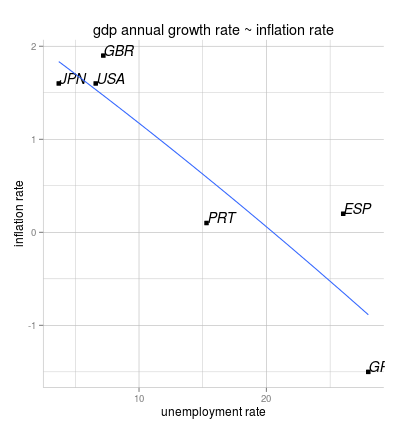 gdp annual growth rate ~ inflation rate
2
GBR
JPN
USA
1
inflation rate
PRT
ESP
0
-1
10
20
unemployment rate